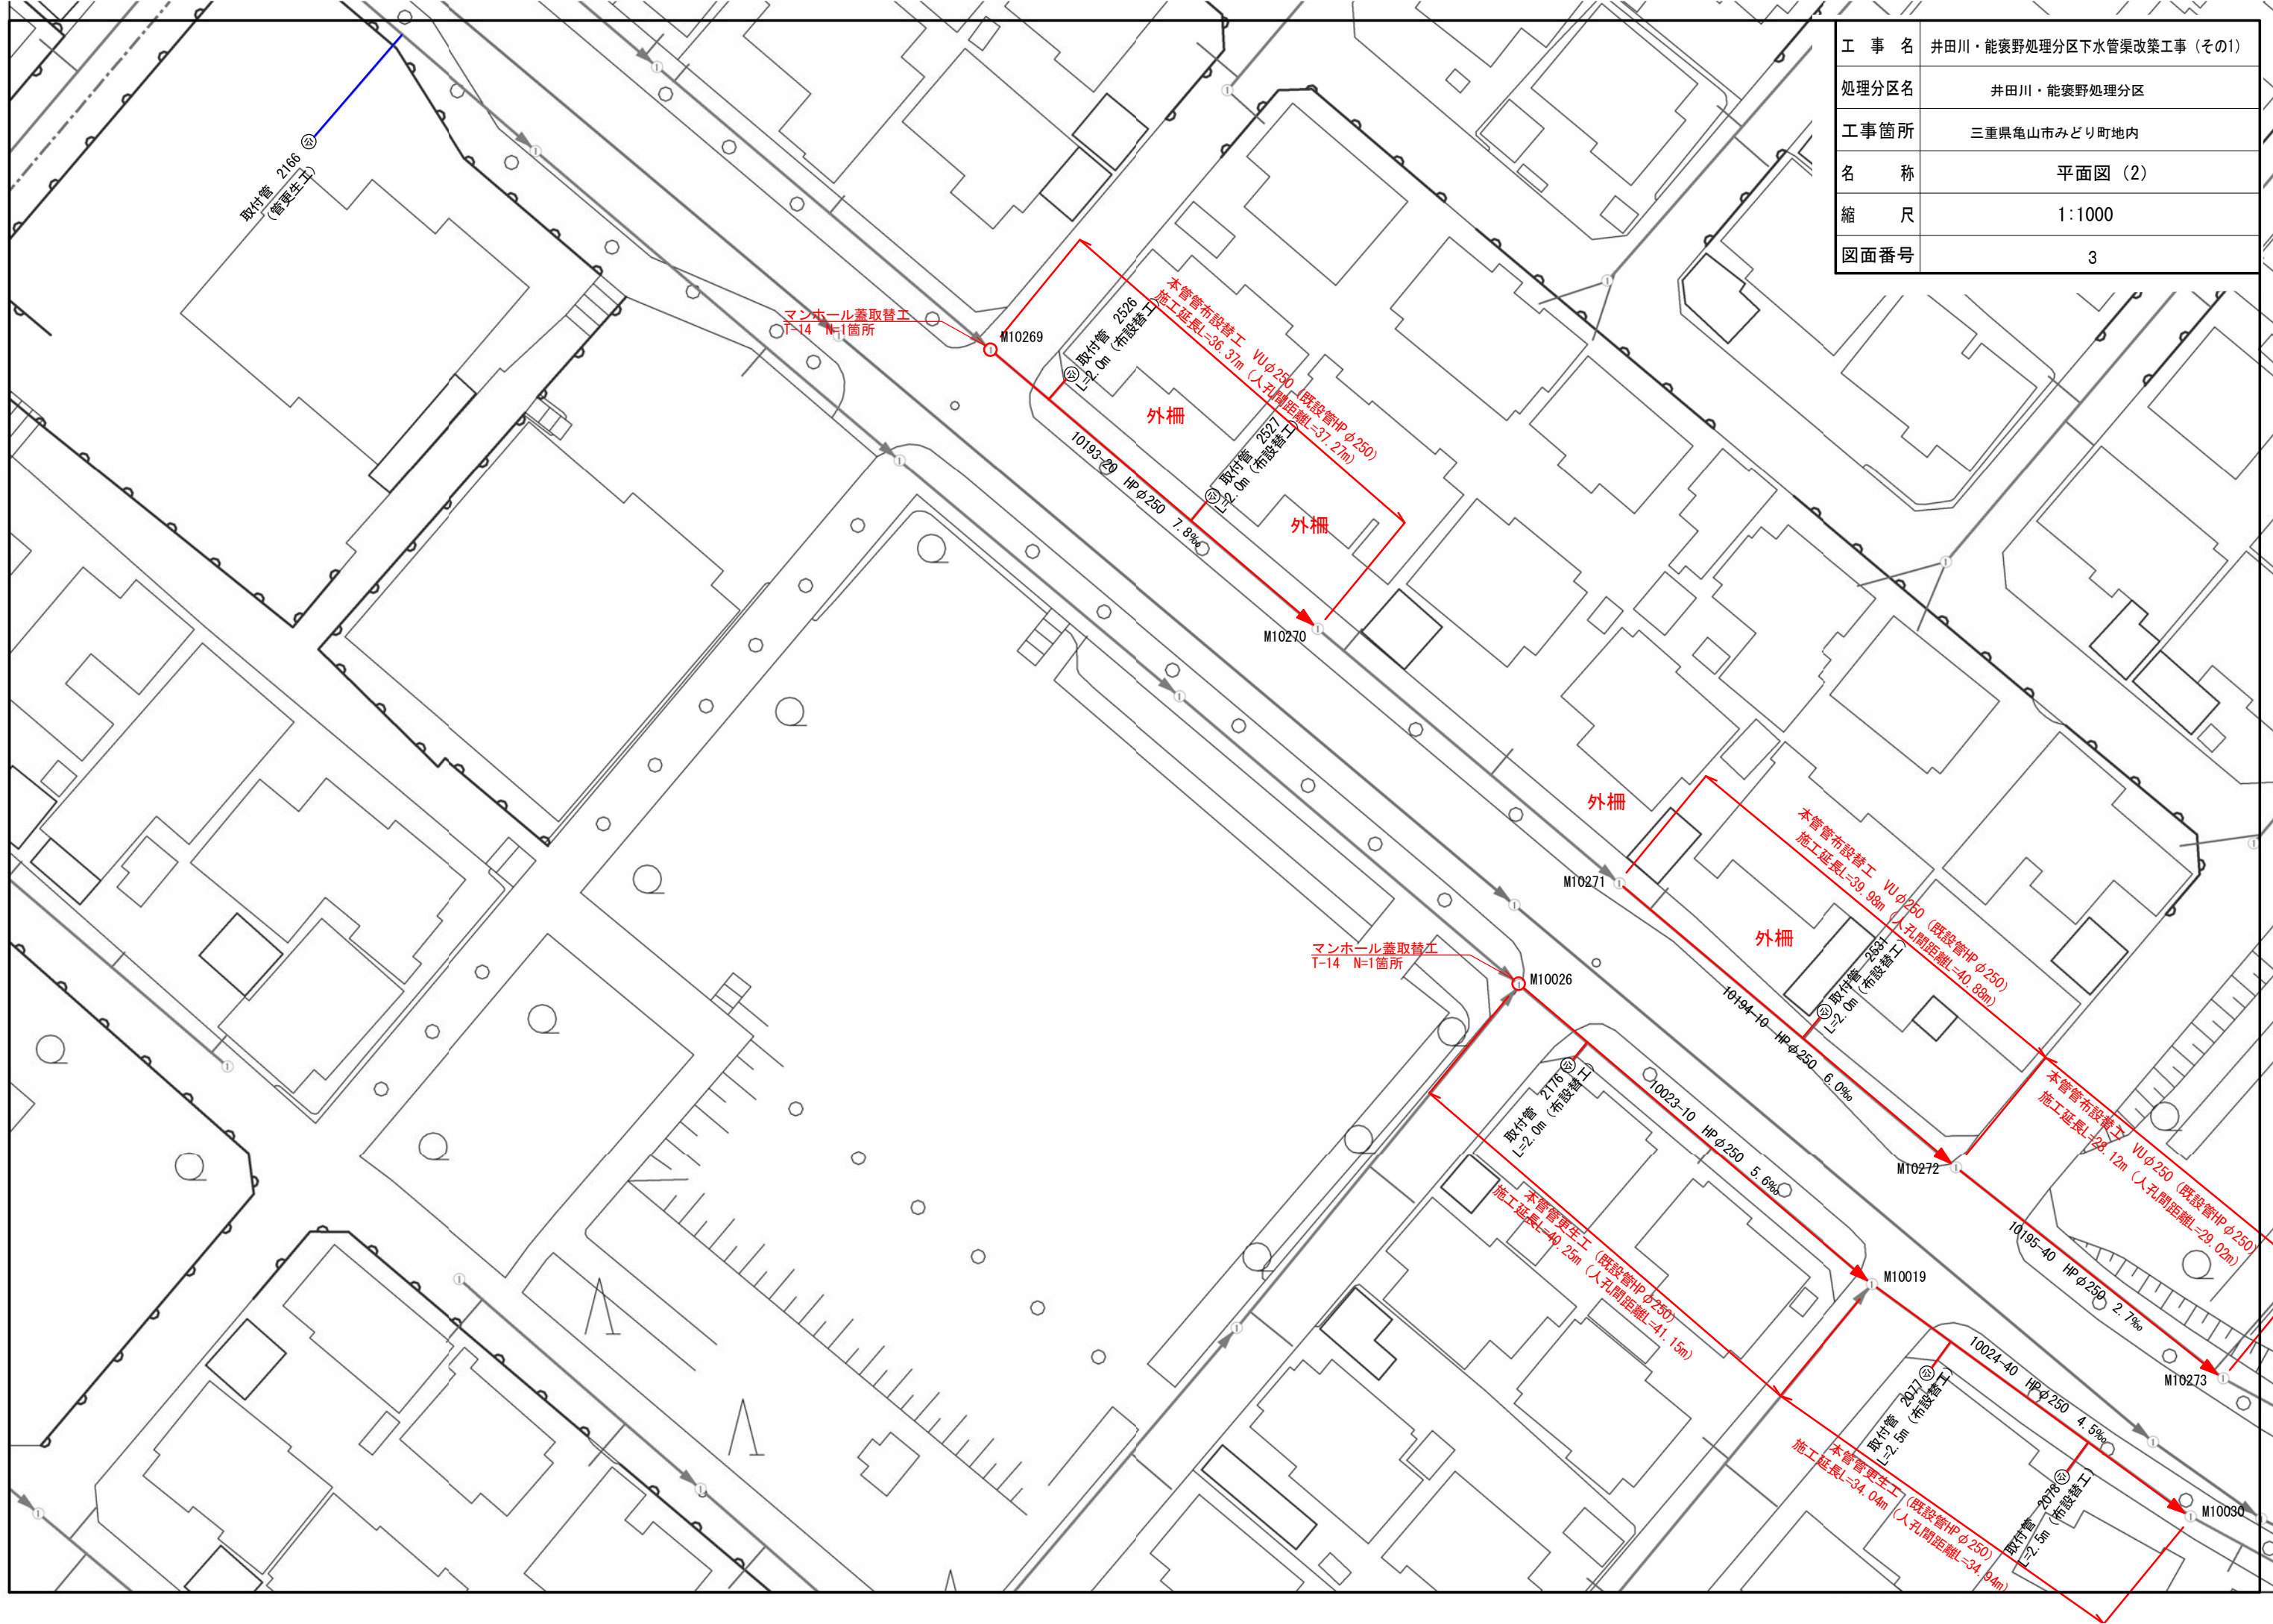 工事名 井田川・能褒野処理分区下水管渠改築工事（その1）
処理分区名 井田川・能褒野処理分区
工事箇所 三重県亀山市みどり町地内
名称 平面図（2）
縮尺 1:1000
図面番号 3
取付管 2166
（管更生工）
マンホール蓋取替工
T-14 N=1箇所
M10269
取付管 2526
L=2.0m（布設替工）
本管管布設替工 VUφ250（既設管HPφ250）
施工延長L=36.37m（人孔間距離L=37.27m）
外柵
取付管 2527
L=2.0m（布設替工）
外柵
10193-20 HPφ250 7.8‰
M10270
外柵
M10271
本管管布設替工 VUφ250（既設管HPφ250）
施工延長L=39.98m（人孔間距離L=40.88m）
外柵
取付管 2531
L=2.0m（布設替工）
10194-10 HPφ250 6.0‰
マンホール蓋取替工
T-14 N=1箇所
M10026
取付管 2176
L=2.0m（布設替工
10023-10 HPφ250 5.6‰
M10272
本管管布設替工 VUφ250（既設管HPφ250）
施工延長L=28.12m（人孔間距離L=29.02m）
10195-40 HPφ250 2.7‰
M10273
本管管更生工（既設管HPφ250）
施工延長L=40.25m（人孔間距離L=41.15m）
M10019
取付管 2077
L=2.5m（布設替工）
10024-40 HPφ250 4.5‰
本管管更生工（既設管HPφ250）
施工延長L=34.04m（人孔間距離L=34.94m）
取付管 2078
L=2.5m（布設替工
M10030